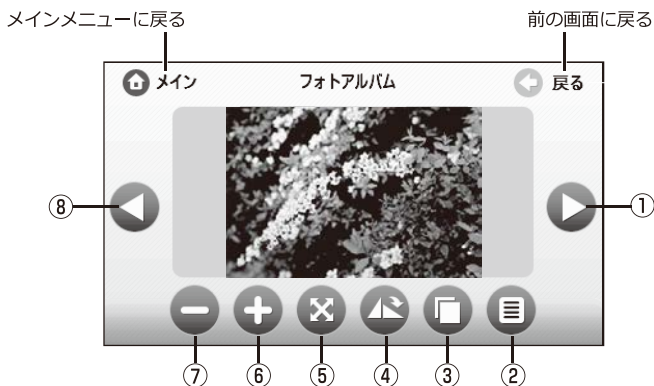 メインメニューに戻る
前の画面に戻る
メイン
フォトアルバム
戻る
⑧
①
⑦
⑥
⑤
④
③
②